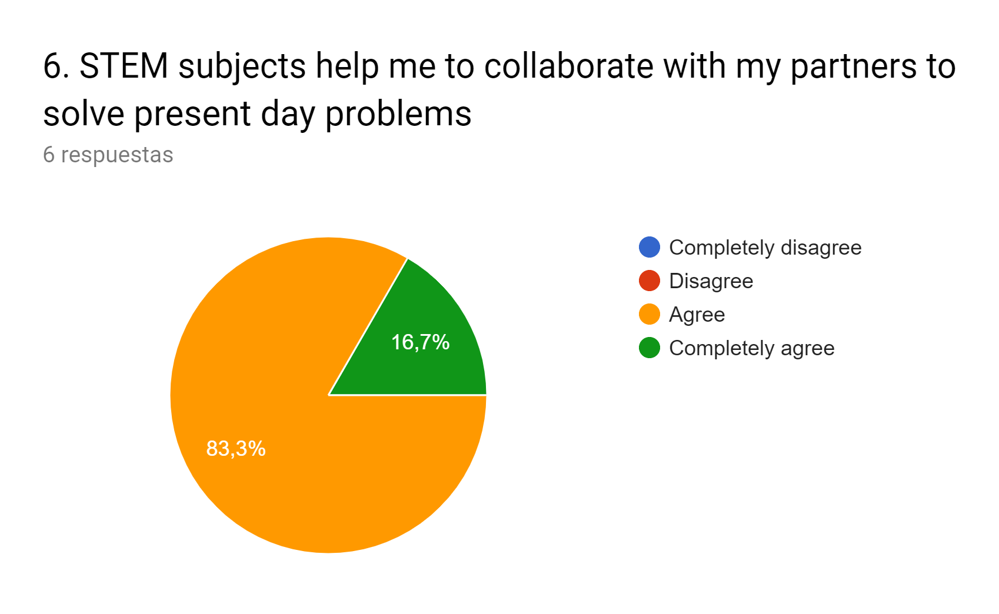 6. STEM subjects help me to collaborate with my partners to
solve present day problems
6 respuestas
Completely disagree
Disagree
Agree
Completely agree
16,7%
83,3%